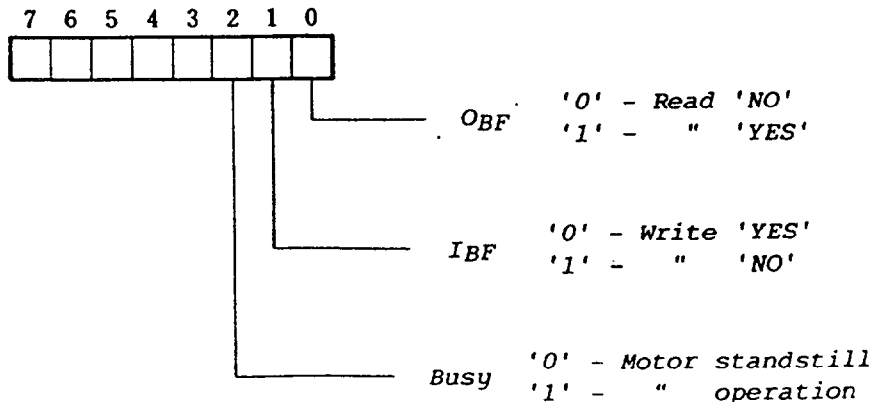 7 6 5 4 3 2 1 0
OBF '0' - Read 'NO'
'1' - " 'YES'
IBF '0' - Write 'YES'
'1' - " 'NO'
Busy '0' - Motor standstill
'1' - " operation